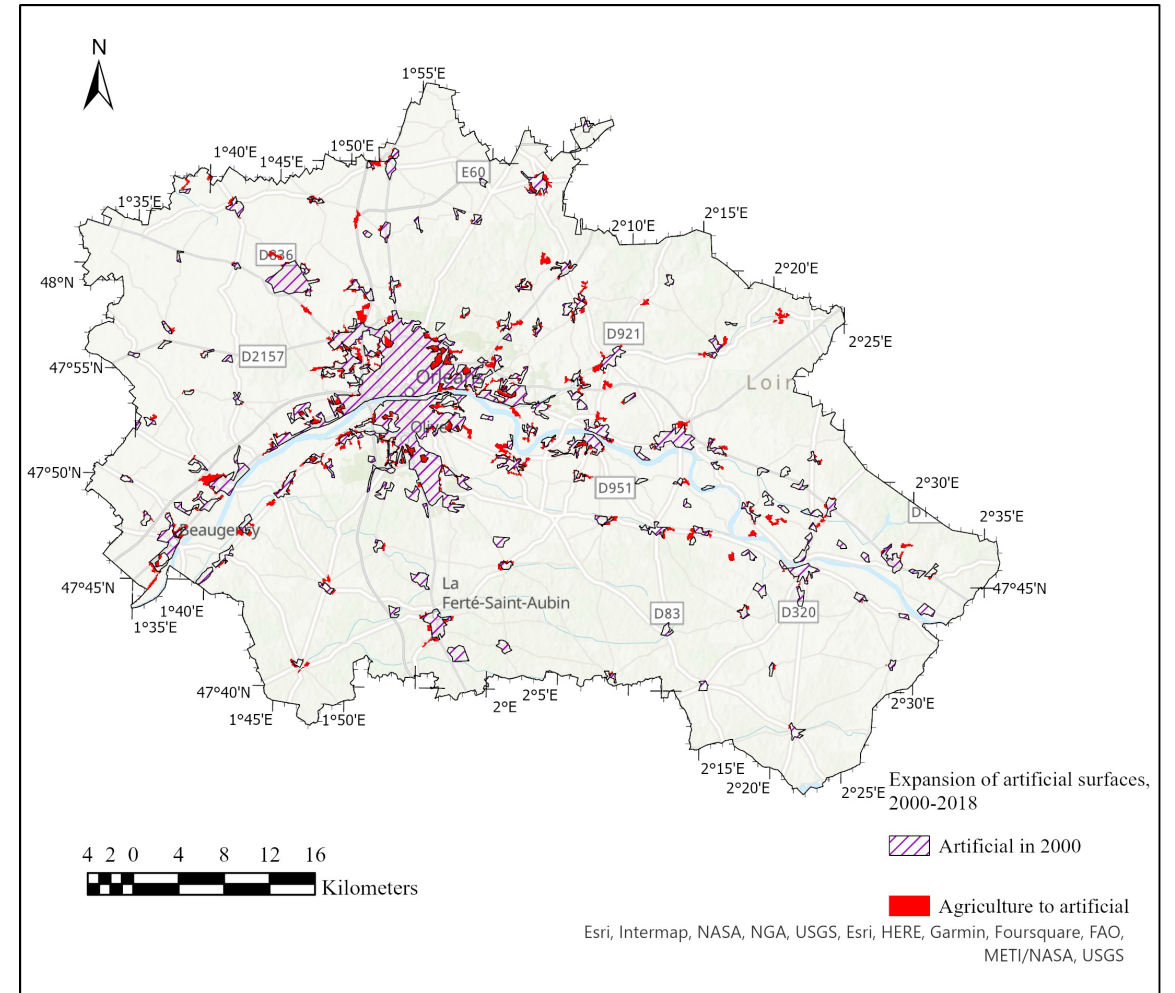 N
1°55'E
1°50'E
1°40'E
1°45'E
E60
1°35'E
2°15'E
2°10'E
D836
2°20'E
48°N
D921
2°25'E
D2157
47°55'N
Orléans
Loir
47°50'N
D951
2°30'E
D
2°35'E
Beaugency
47°45'N
La
Ferté-Saint-Aubin
47°45'N
1°40'E
1°35'E
D83
D320
47°40'N
1°45'E
1°50'E
2°E
2°5'E
2°30'E
2°15'E
2°20'E
2°25'E
Expansion of artificial surfaces,
2000-2018
Artificial in 2000
Agriculture to artificial
4 2 0 4 8 12 16
Kilometers
Esri, Intermap, NASA, NGA, USGS, Esri, HERE, Garmin, Foursquare, FAO,
METI/NASA, USGS